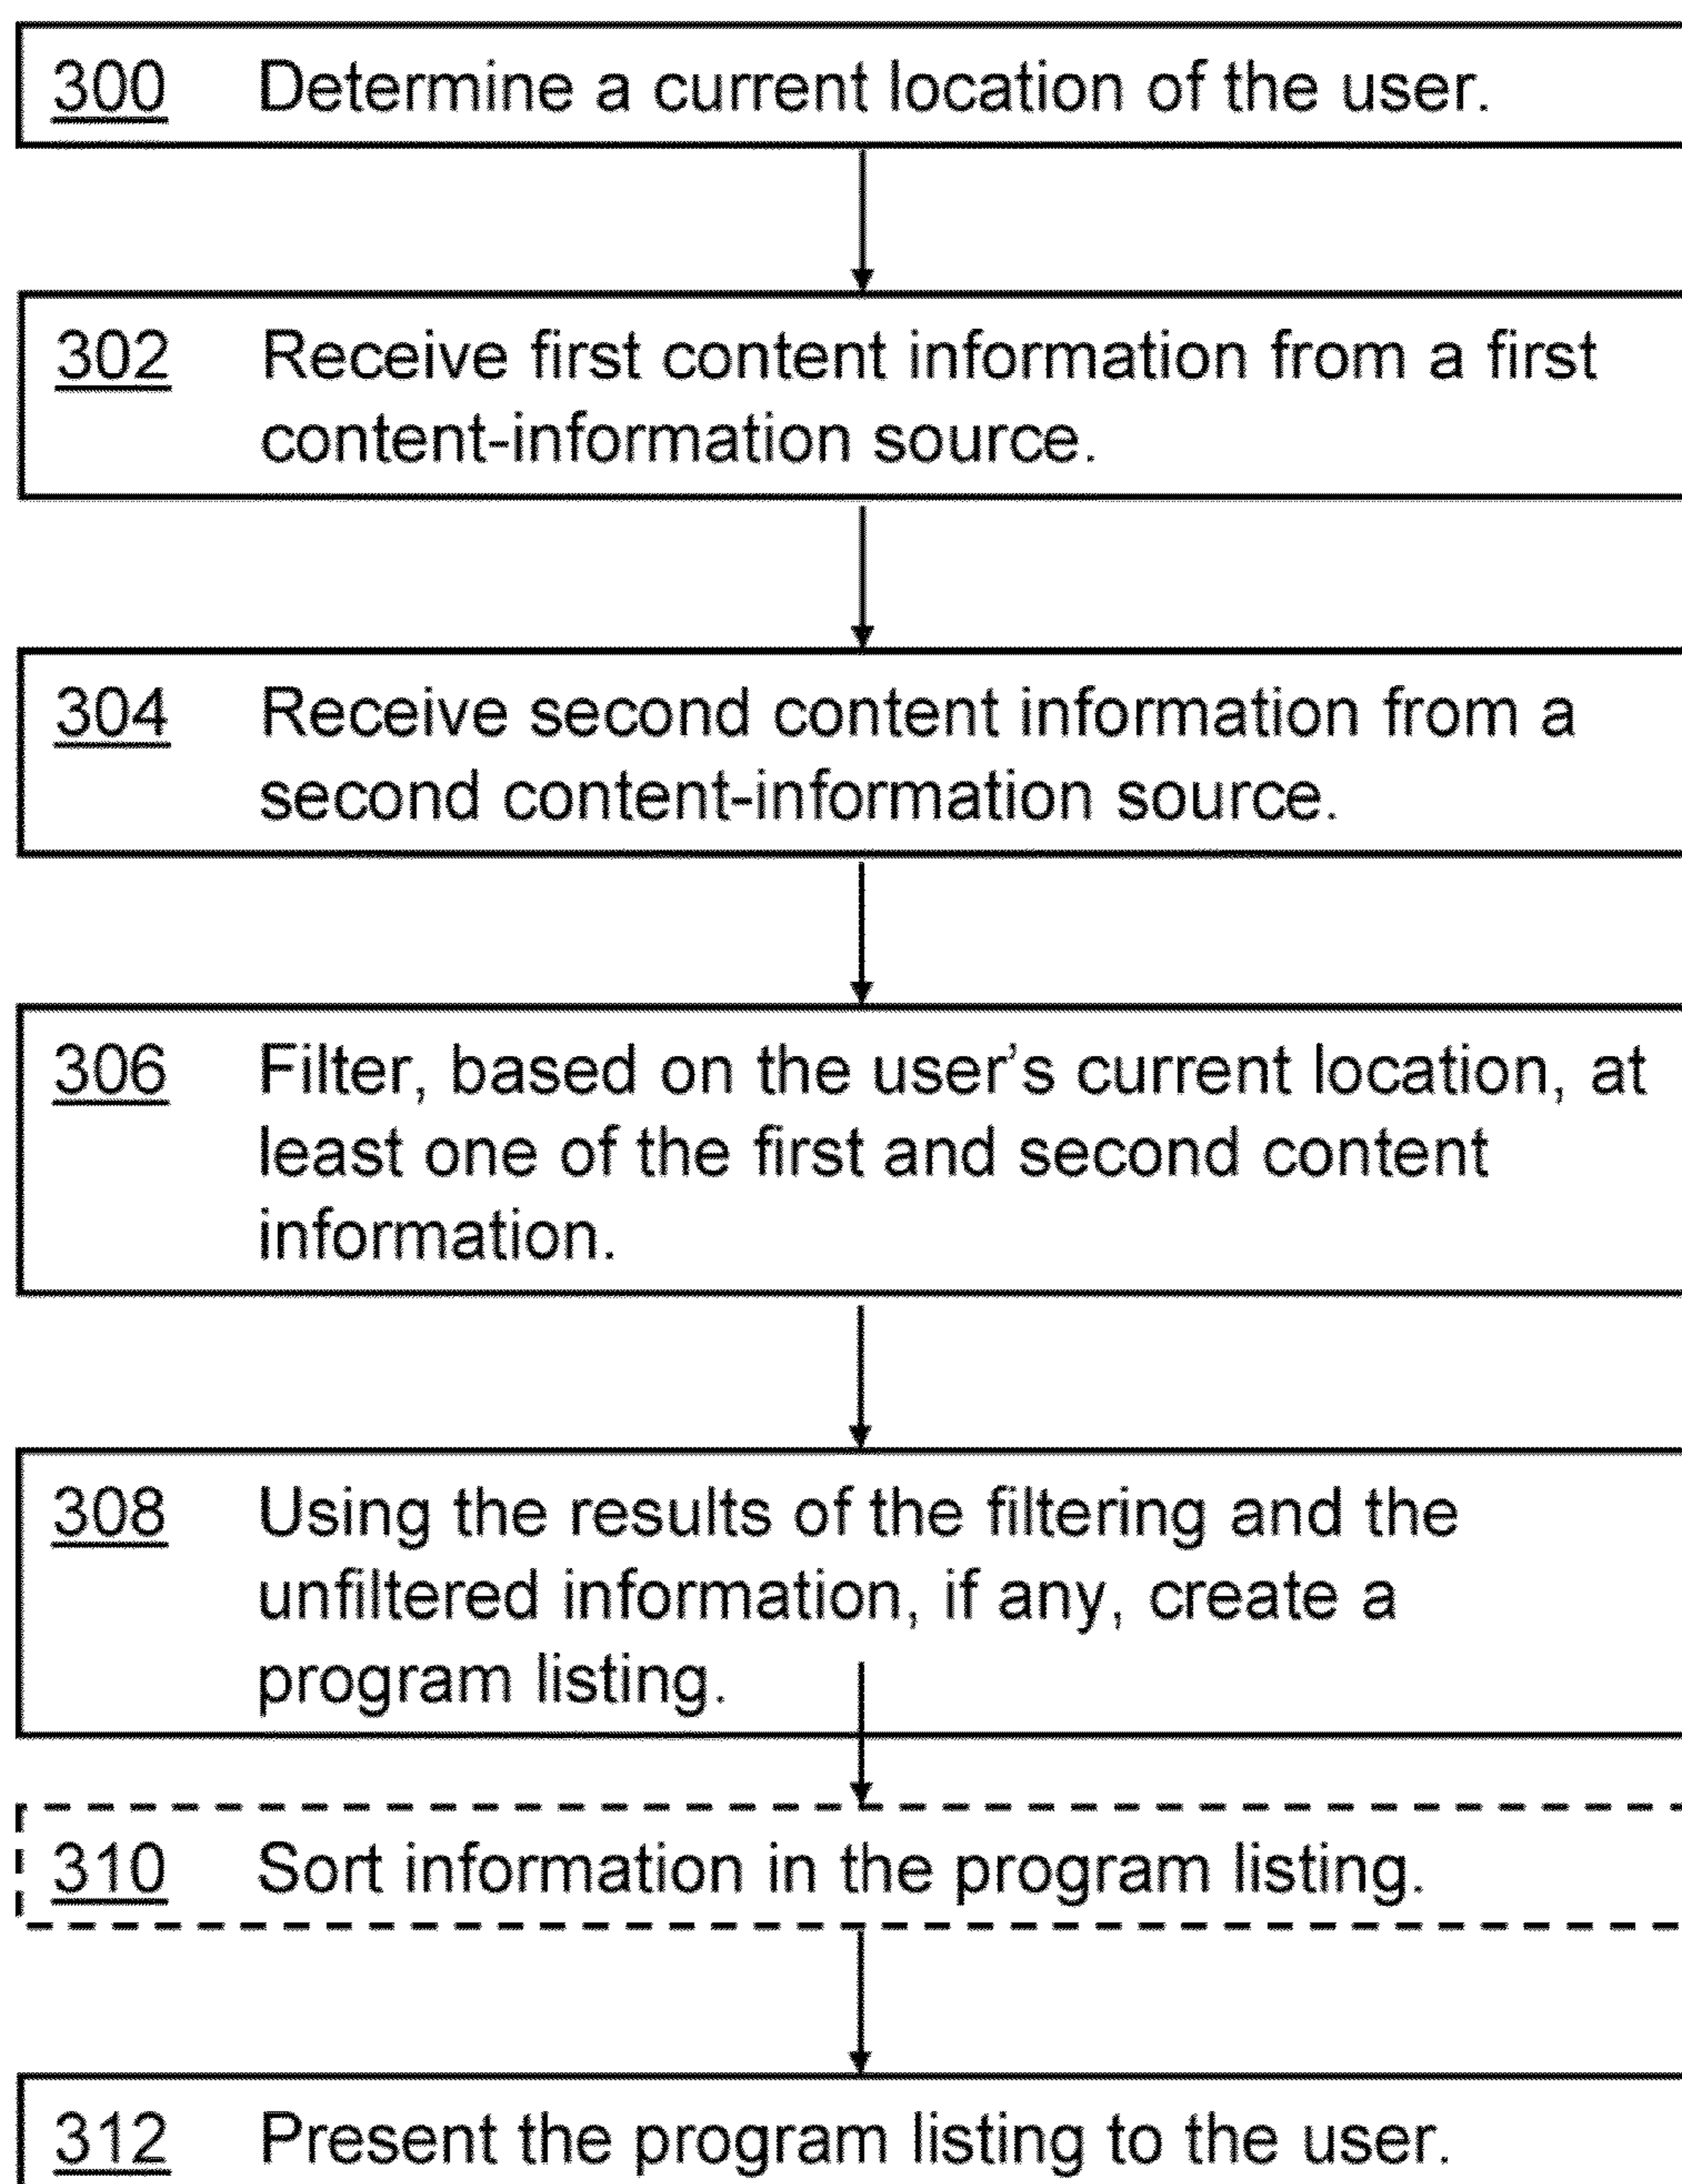 300 Determine a current location of the user.
302 Receive first content information from a first
content-information source.
304 Receive second content information from a
second content-information source.
306 Filter, based on the user’s current location, at
least one of the first and second content
information.
308 Using the results of the filtering and the
unfiltered information, if any, create a
program listing.
310 Sort information in the program listing.
312 Present the program listing to the user.